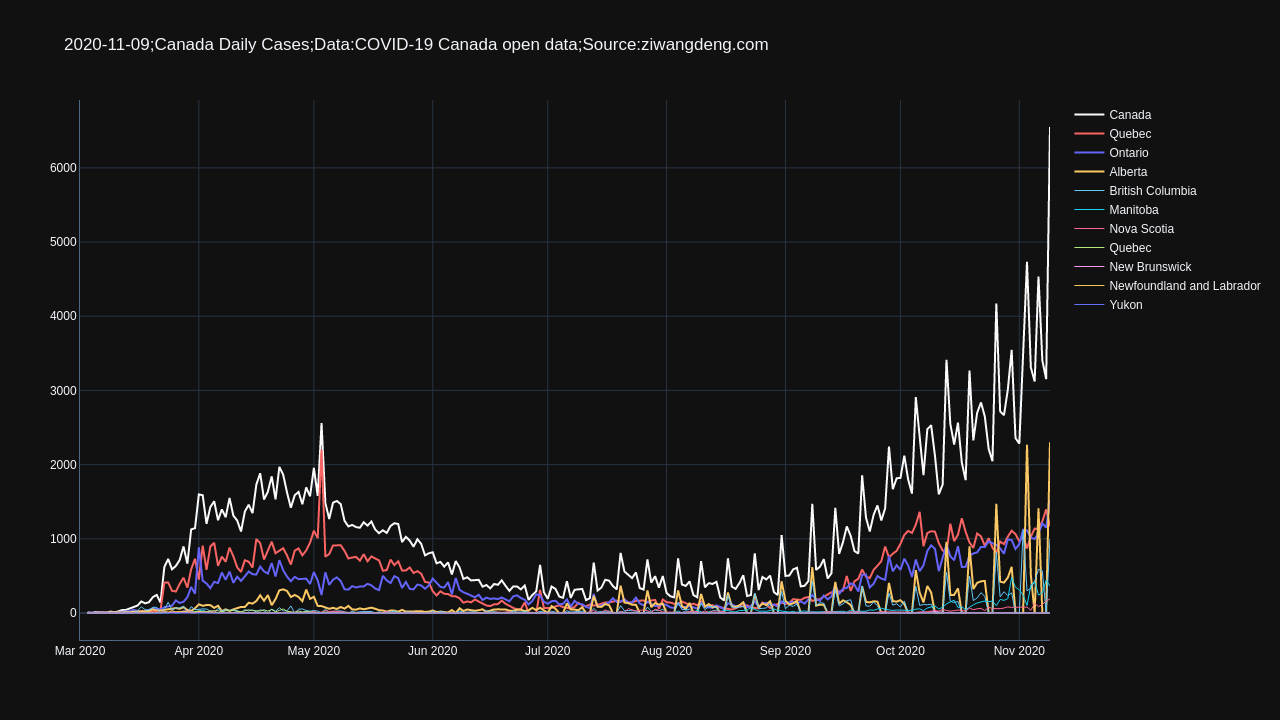 2020-11-09;Canada Daily Cases;Data:COVID-19 Canada open data;Source:ziwangdeng.com
Canada
Quebec
Ontario
Alberta
British Columbia
Manitoba
Nova Scotia
Quebec
New Brunswick
Newfoundland and Labrador
Yukon
6000
5000
4000
3000
2000
1000
0
Mar 2020 Apr 2020 May 2020 Jun 2020 Jul 2020 Aug 2020 Sep 2020 Oct 2020 Nov 2020